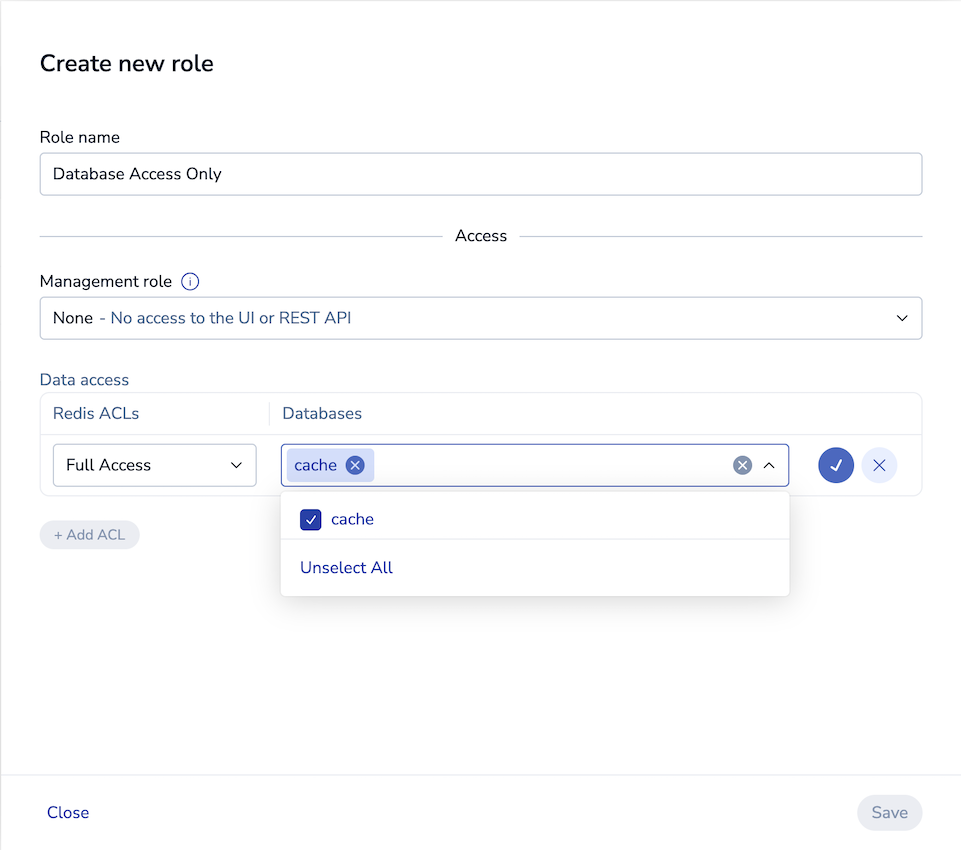 Create new role
Role name
Database Access Only
Access
Management role
None - No access to the UI or REST API
Data access
Redis ACLs Databases
Full Access cache
cache
+ Add ACL
Unselect All
Close Save